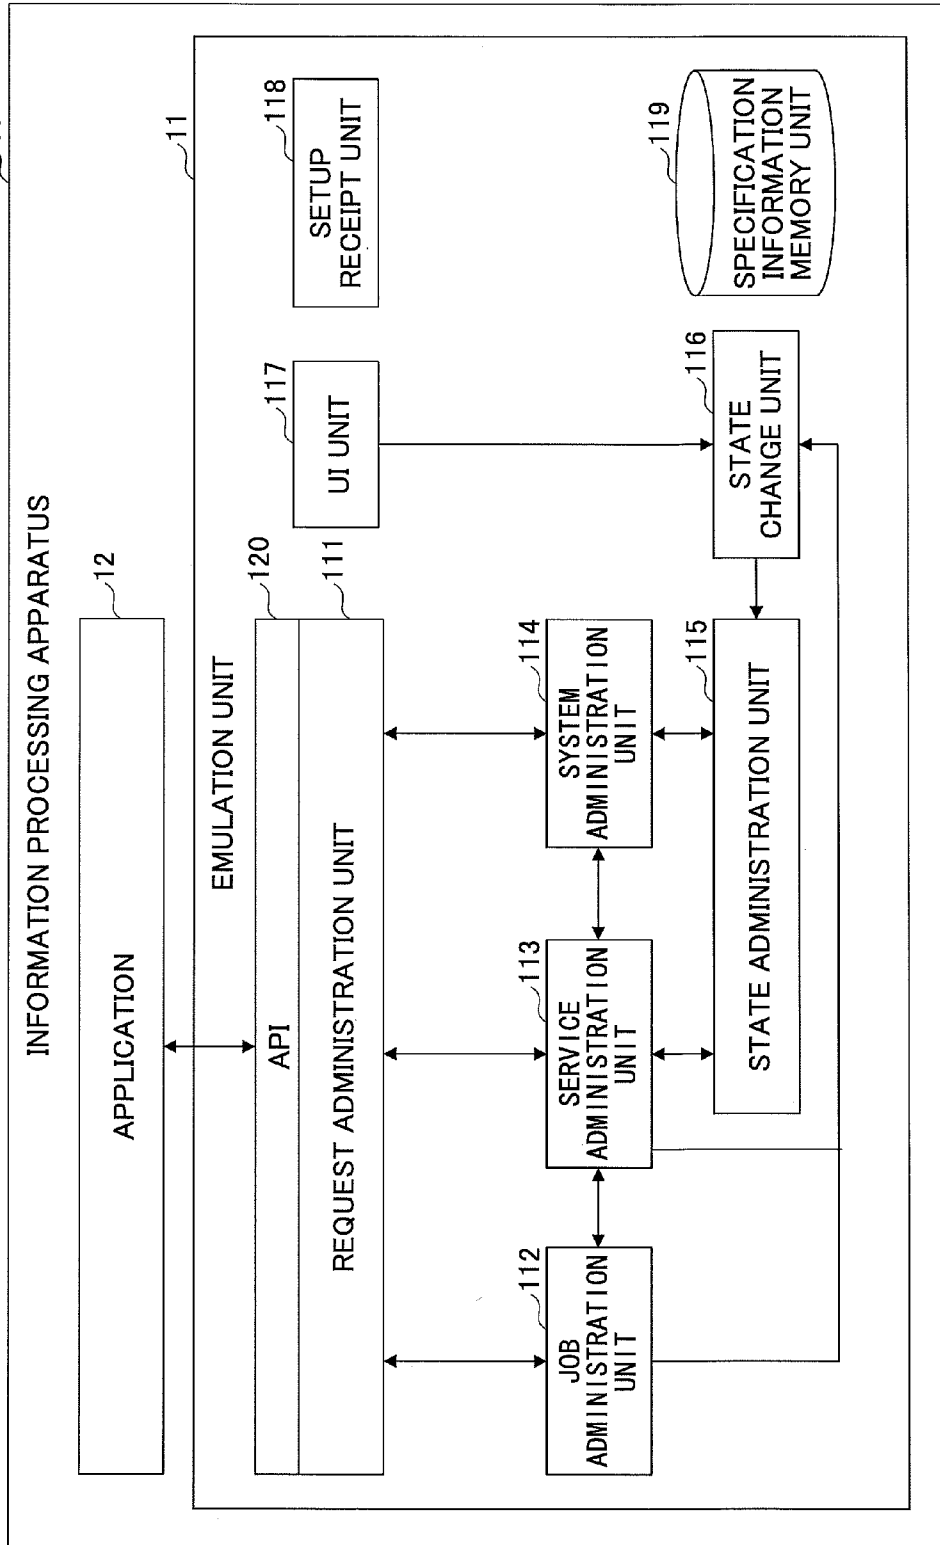 INFORMATION PROCESSING APPARATUS
12
APPLICATION
11
EMULATION UNIT
120
API
111
REQUEST ADMINISTRATION UNIT
117
UI UNIT
118
SETUP
RECEIPT UNIT
112
JOB
ADMINISTRATION
UNIT
113
SERVICE
ADMINISTRATION
UNIT
114
SYSTEM
ADMINISTRATION
UNIT
115
STATE ADMINISTRATION UNIT
116
STATE
CHANGE UNIT
119
SPECIFICATION
INFORMATION
MEMORY UNIT